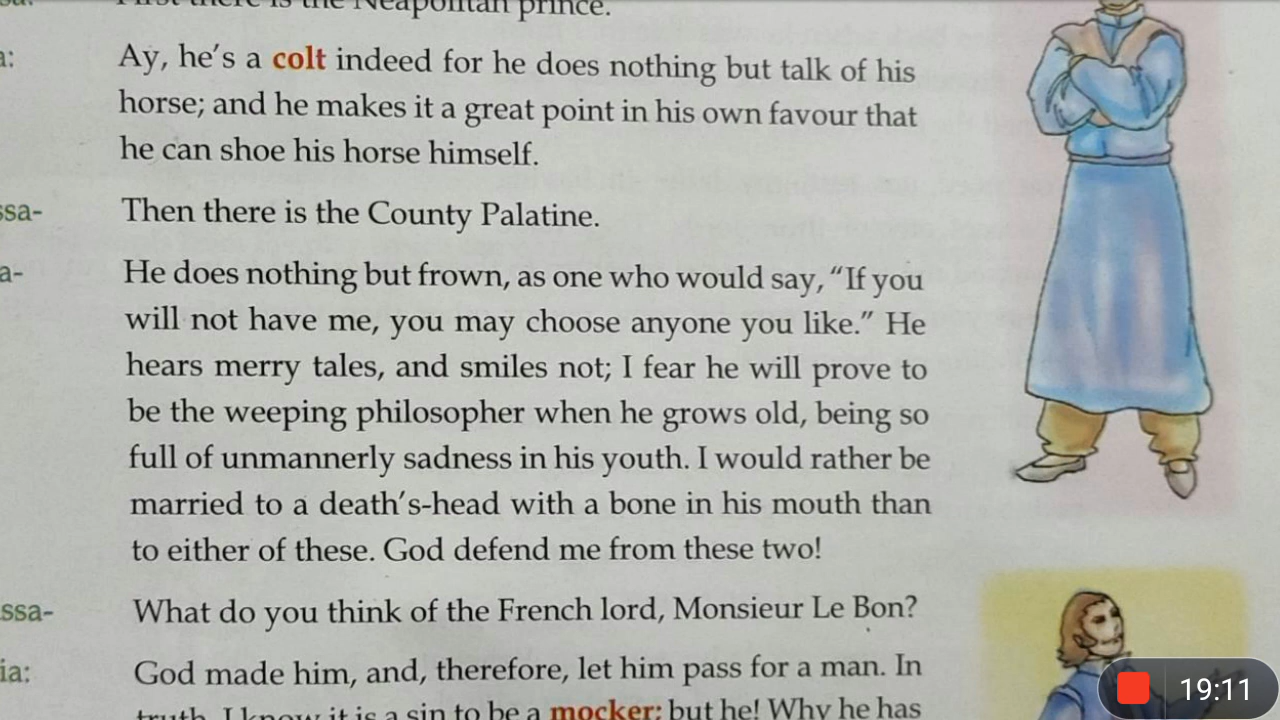 First there is the Neapolitan prince.
a: Ay, he's a colt indeed for he does nothing but talk of his
horse; and he makes it a great point in his own favour that
he can shoe his horse himself.
ssa- Then there is the County Palatine.
a- He does nothing but frown, as one who would say, "If you
will not have me, you may choose anyone you like." He
hears merry tales, and smiles not; I fear he will prove to
be the weeping philosopher when he grows old, being so
full of unmannerly sadness in his youth. I would rather be
married to a death's-head with a bone in his mouth than
to either of these. God defend me from these two!
ssa- What do you think of the French lord, Monsieur Le Bon?
ia: God made him, and, therefore, let him pass for a man. In
truth, I know it is a sin to be a mocker; but he! Why he has
19:11